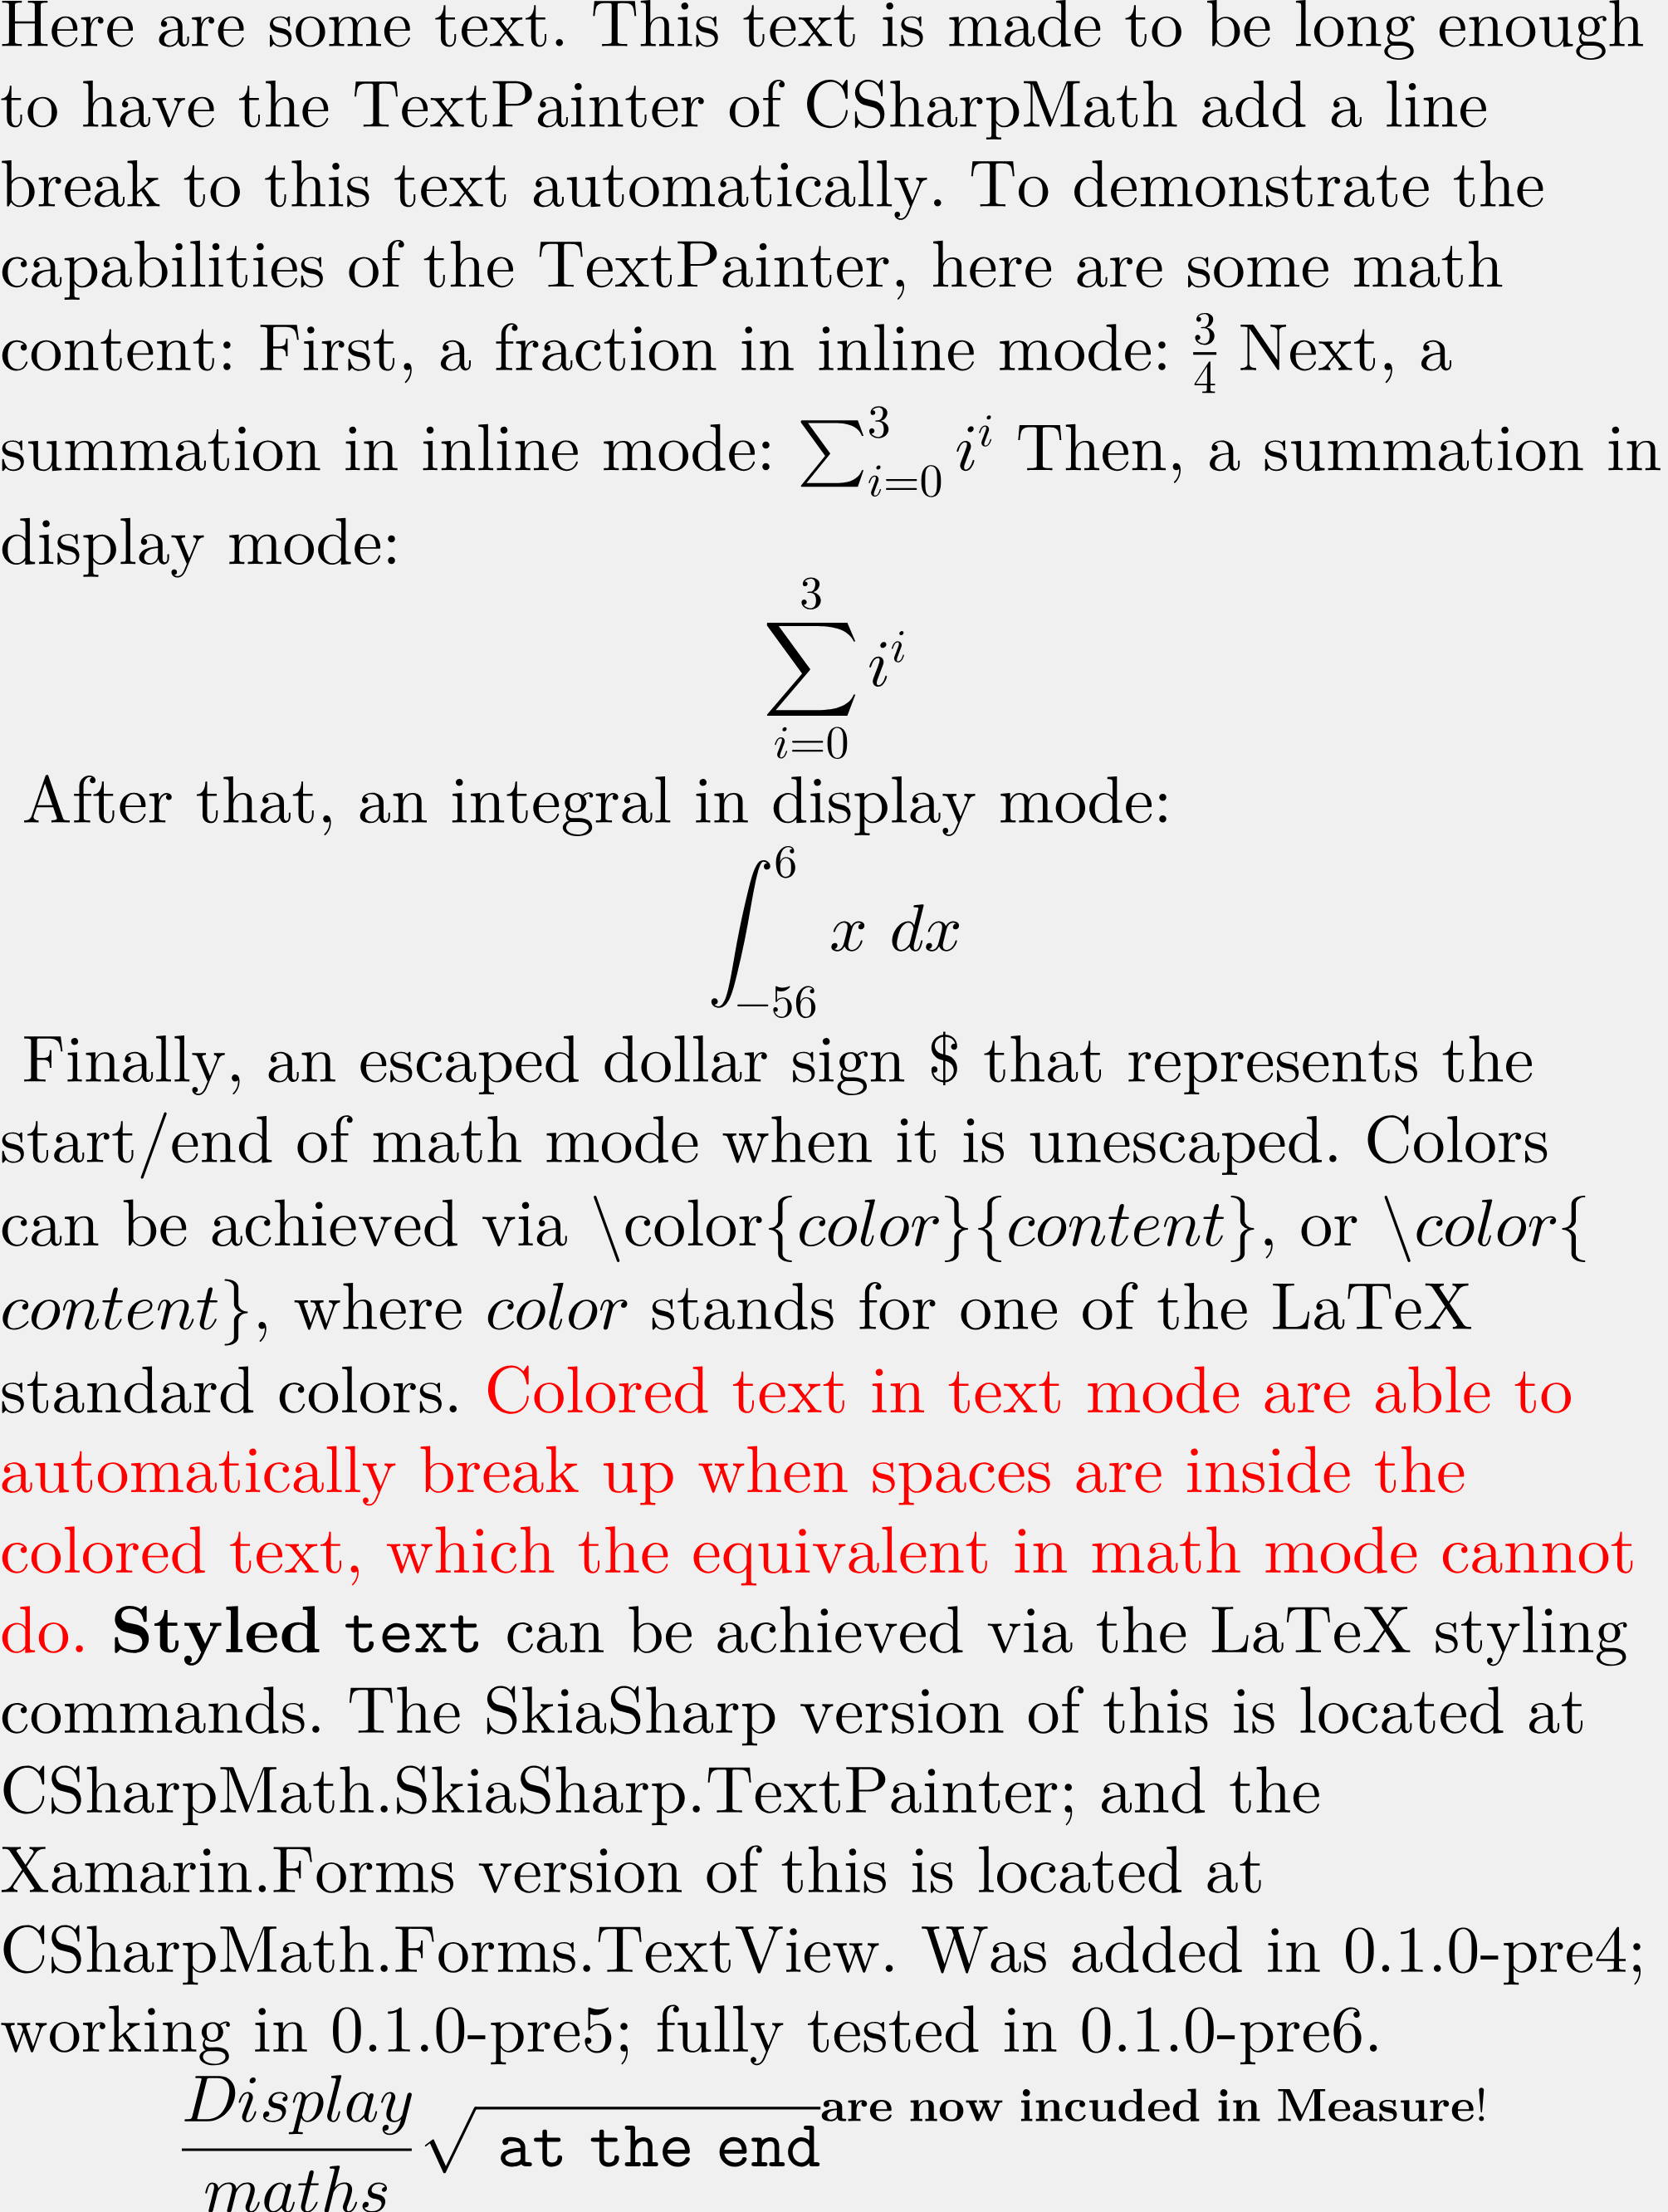 Here are some text. This text is made to be long enough
to have the TextPainter of CSharpMath add a line
break to this text automatically. To demonstrate the
capabilities of the TextPainter, here are some math
content: First, a fraction in inline mode: $\frac{3}{4}$ Next, a
summation in inline mode: $\sum_{i=0}^{3} i^i$ Then, a summation in
display mode:
$$\sum_{i=0}^{3} i^i$$
After that, an integral in display mode:
$$\int_{-56}^{6} x \ dx$$
Finally, an escaped dollar sign $ that represents the
start/end of math mode when it is unescaped. Colors
can be achieved via \color{color}{content}, or \color{
content}, where color stands for one of the LaTeX
standard colors. Colored text in text mode are able to
automatically break up when spaces are inside the
colored text, which the equivalent in math mode cannot
do. Styled text can be achieved via the LaTeX styling
commands. The SkiaSharp version of this is located at
CSharpMath.SkiaSharp.TextPainter; and the
Xamarin.Forms version of this is located at
CSharpMath.Forms.TextView. Was added in 0.1.0-pre4;
working in 0.1.0-pre5; fully tested in 0.1.0-pre6.
$$\frac{Display}{maths} \sqrt{\texttt{at the end}}^{\textbf{are now incuded in Measure!}}$$